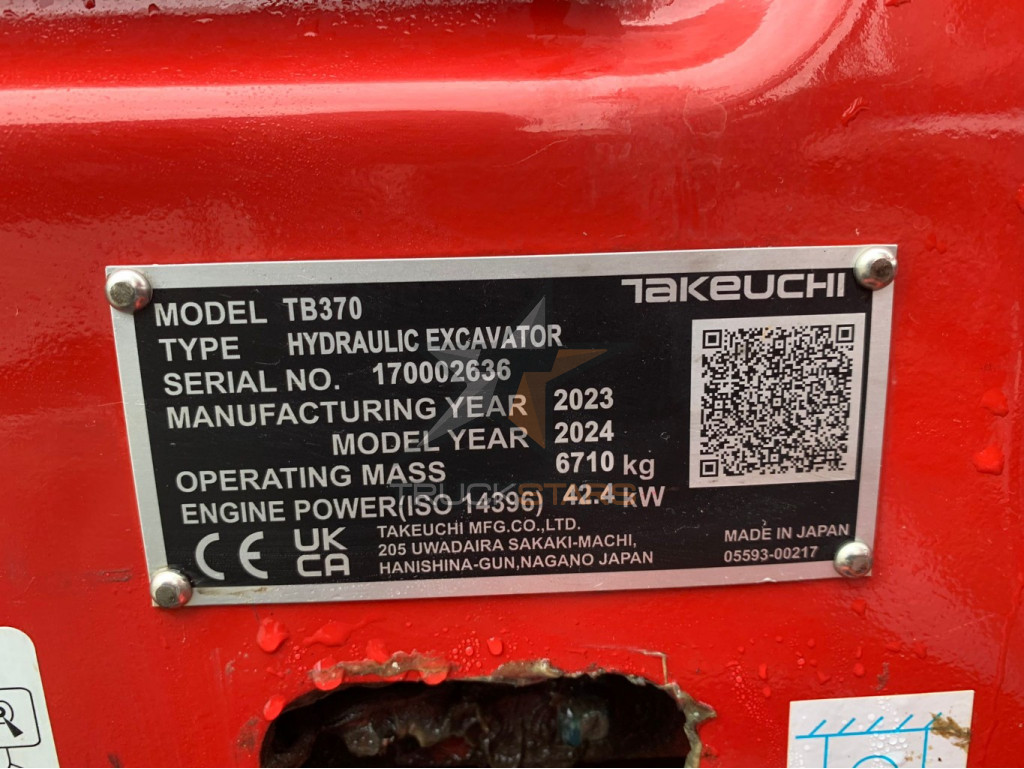 TAKEUCHI
MODEL TB370
TYPE HYDRAULIC EXCAVATOR
SERIAL NO. 170002636
MANUFACTURING YEAR 2023
MODEL YEAR 2024
OPERATING MASS 6710 kg
ENGINE POWER(ISO 14396) 42.4 kW
TRUCKSTARS
CE UK CA
TAKEUCHI MFG.CO.,LTD.
205 UWADAIRA SAKAKI-MACHI,
HANISHINA-GUN,NAGANO JAPAN
MADE IN JAPAN
05593-00217